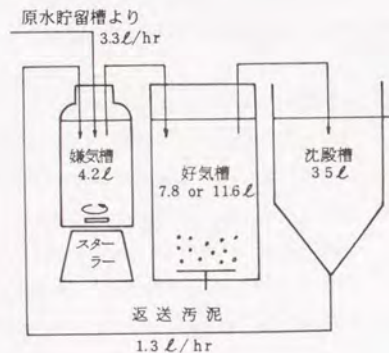 原水貯留槽より
3.3ℓ/hr
嫌気槽
4.2ℓ
スター
ラー
好気槽
7.8 or 11.6ℓ
沈殿槽
35ℓ
返送汚泥
1.3ℓ/hr